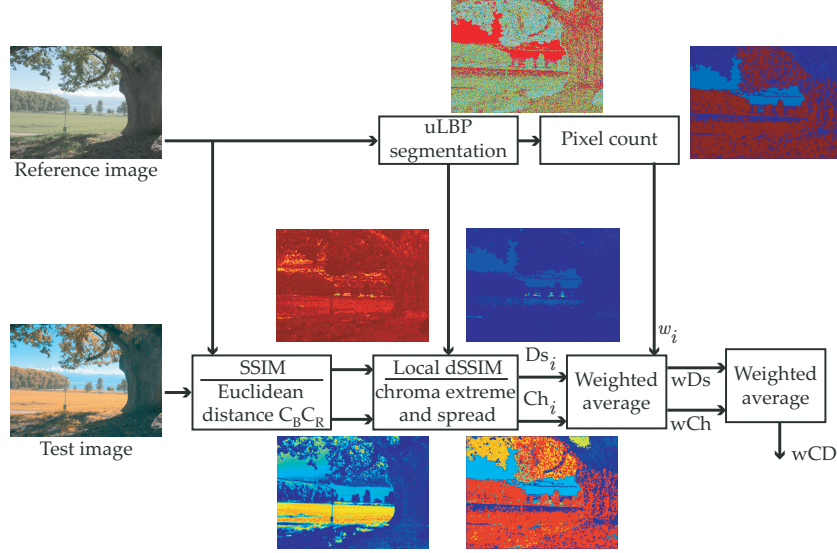 uLBP
segmentation
Pixel count
Reference image
w_i
SSIM
Euclidean
distance C_BC_R
Local dSSIM
chroma extreme
and spread
Ds_i
Ch_i
Weighted
average
wDs
wCh
Weighted
average
Test image
wCD